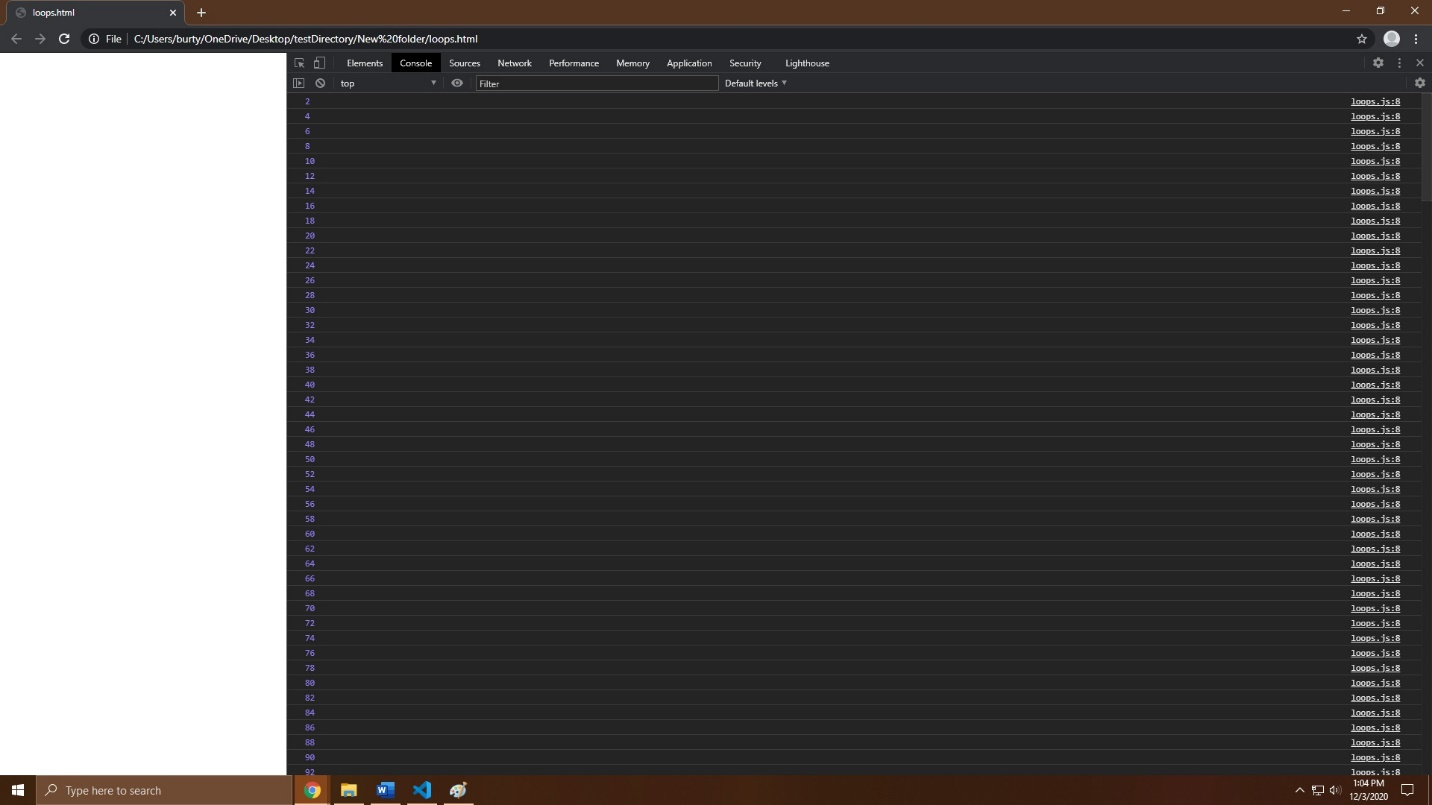 loops.html
File C:/Users/burty/OneDrive/Desktop/testDirectory/New%20folder/loops.html
Elements Console Sources Network Performance Memory Application Security Lighthouse
top Filter Default levels
2 loops.js:8
4 loops.js:8
6 loops.js:8
8 loops.js:8
10 loops.js:8
12 loops.js:8
14 loops.js:8
16 loops.js:8
18 loops.js:8
20 loops.js:8
22 loops.js:8
24 loops.js:8
26 loops.js:8
28 loops.js:8
30 loops.js:8
32 loops.js:8
34 loops.js:8
36 loops.js:8
38 loops.js:8
40 loops.js:8
42 loops.js:8
44 loops.js:8
46 loops.js:8
48 loops.js:8
50 loops.js:8
52 loops.js:8
54 loops.js:8
56 loops.js:8
58 loops.js:8
60 loops.js:8
62 loops.js:8
64 loops.js:8
66 loops.js:8
68 loops.js:8
70 loops.js:8
72 loops.js:8
74 loops.js:8
76 loops.js:8
78 loops.js:8
80 loops.js:8
82 loops.js:8
84 loops.js:8
86 loops.js:8
88 loops.js:8
90 loops.js:8
92 loops.js:8
Type here to search
1:04 PM
12/3/2020